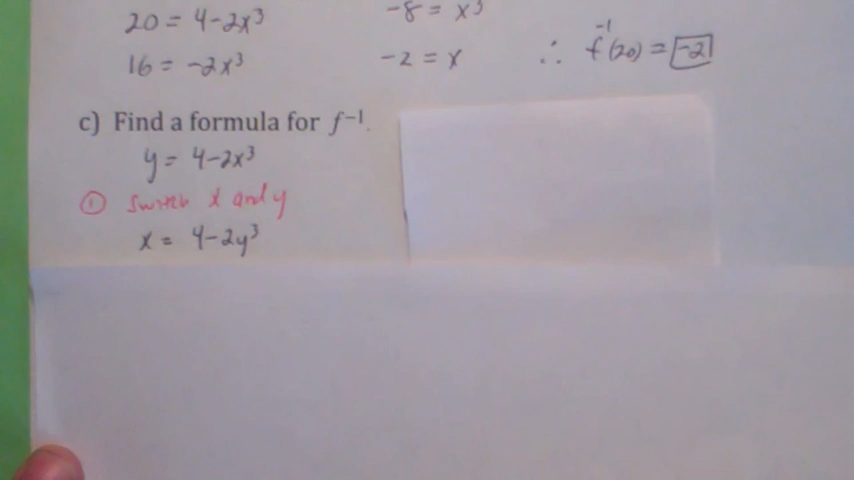 20 = 4-2x³
-8 = x³
16 = -2x³
-2 = x
∴ f⁻¹(20) = -2
c) Find a formula for f⁻¹.
y = 4-2x³
① switch x and y
x = 4-2y³